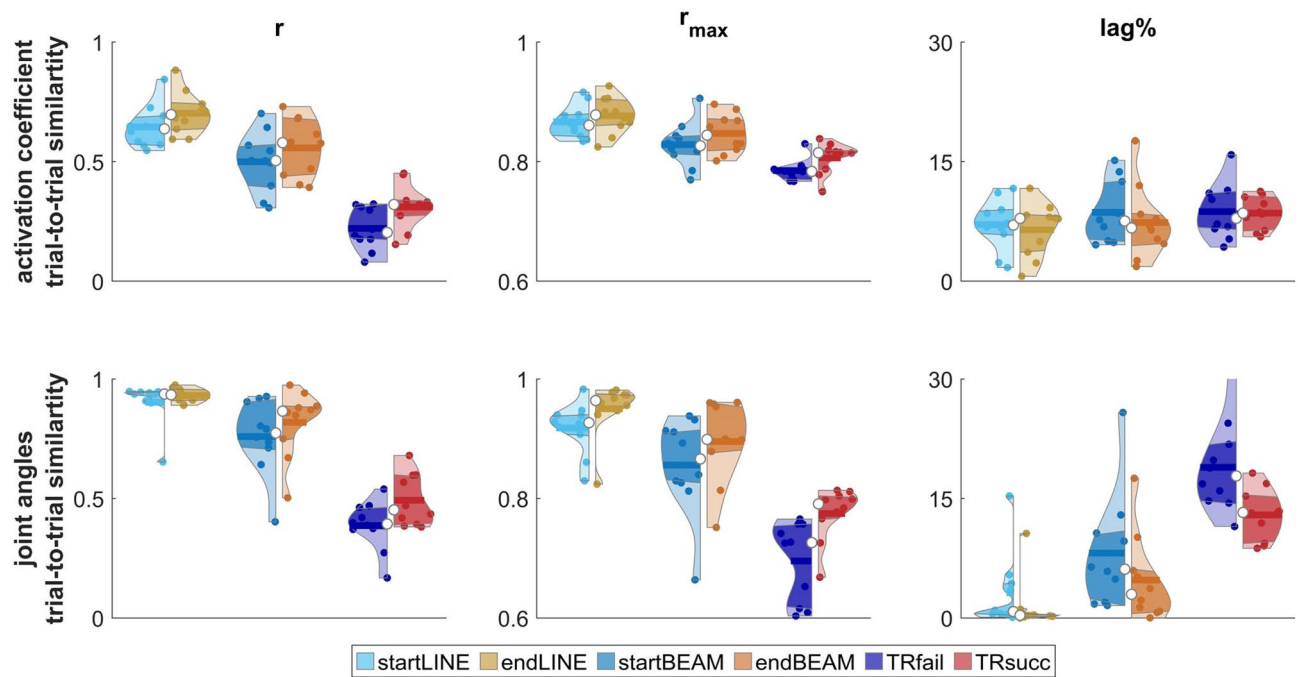 r
r_max
lag%
activation coefficient
trial-to-trial similartity
1
0.5
0
1
0.8
0.6
30
15
0
joint angles
trial-to-trial similartity
1
0.5
0
1
0.8
0.6
30
15
0
startLINE endLINE startBEAM endBEAM TRfail TRsucc